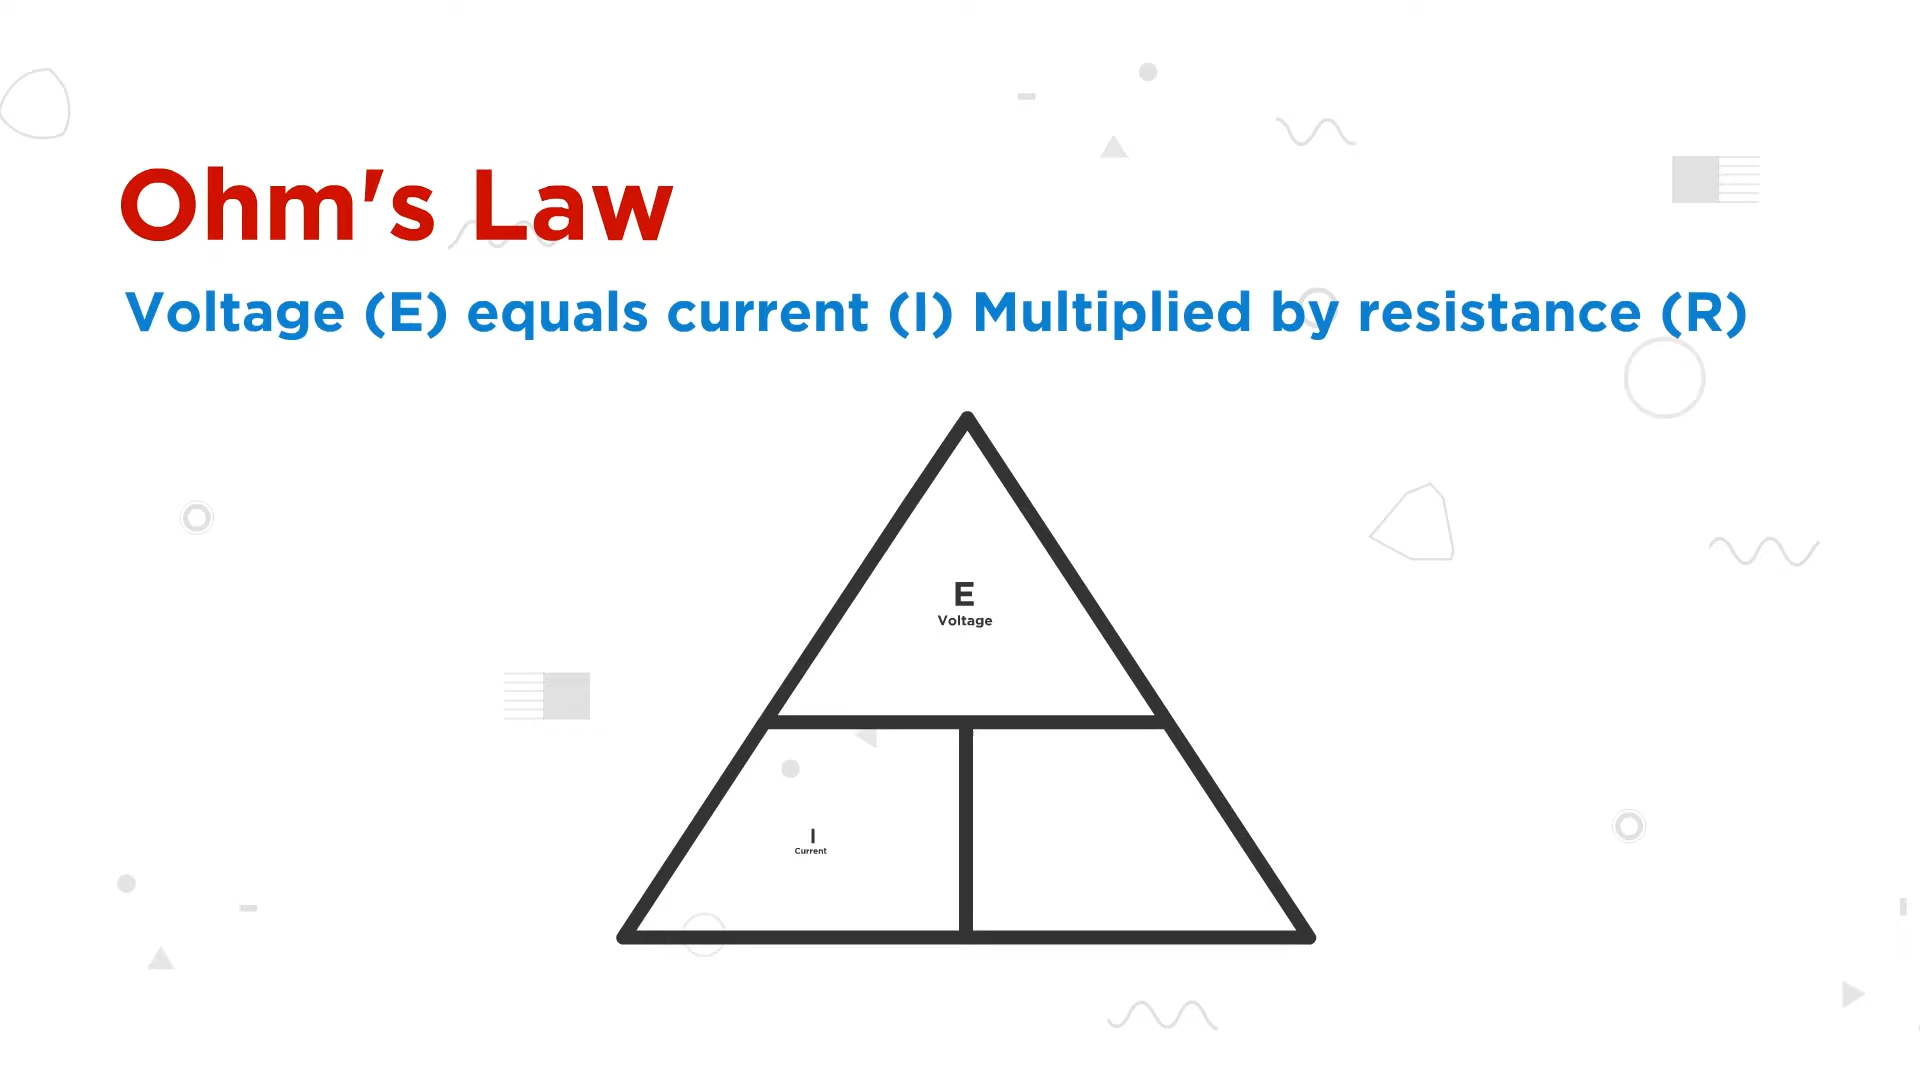 Ohm's Law
Voltage (E) equals current (I) Multiplied by resistance (R)
E
Voltage
I
Current